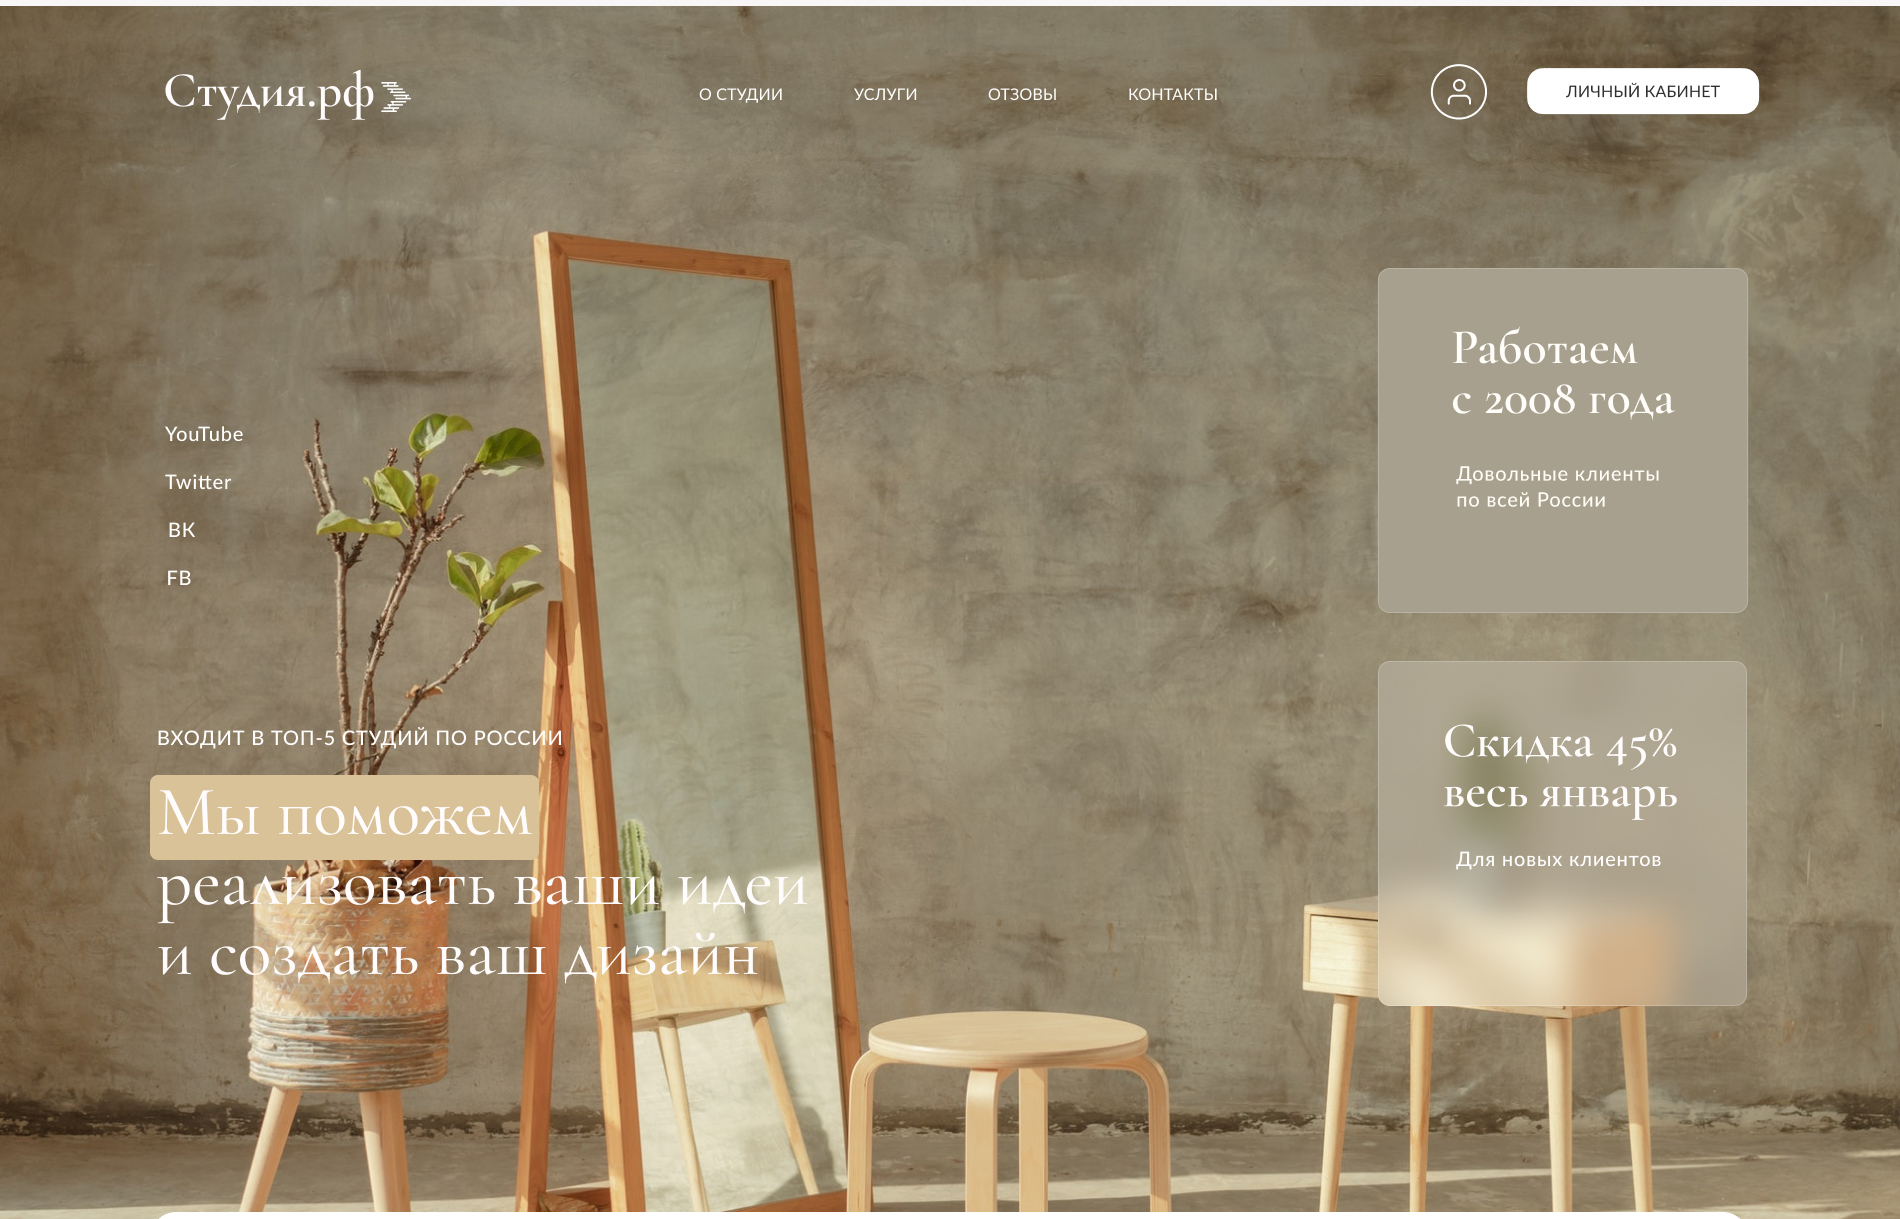 Студия.рф
О СТУДИИ
УСЛУГИ
ОТЗОВЫ
КОНТАКТЫ
ЛИЧНЫЙ КАБИНЕТ
Работаем
с 2008 года
Довольные клиенты
по всей России
YouTube
Twitter
ВК
FB
ВХОДИТ В ТОП-5 СТУДИЙ ПО РОССИИ
Мы поможем
реализовать ваши идеи
и создать ваш дизайн
Скидка 45%
весь январь
Для новых клиентов